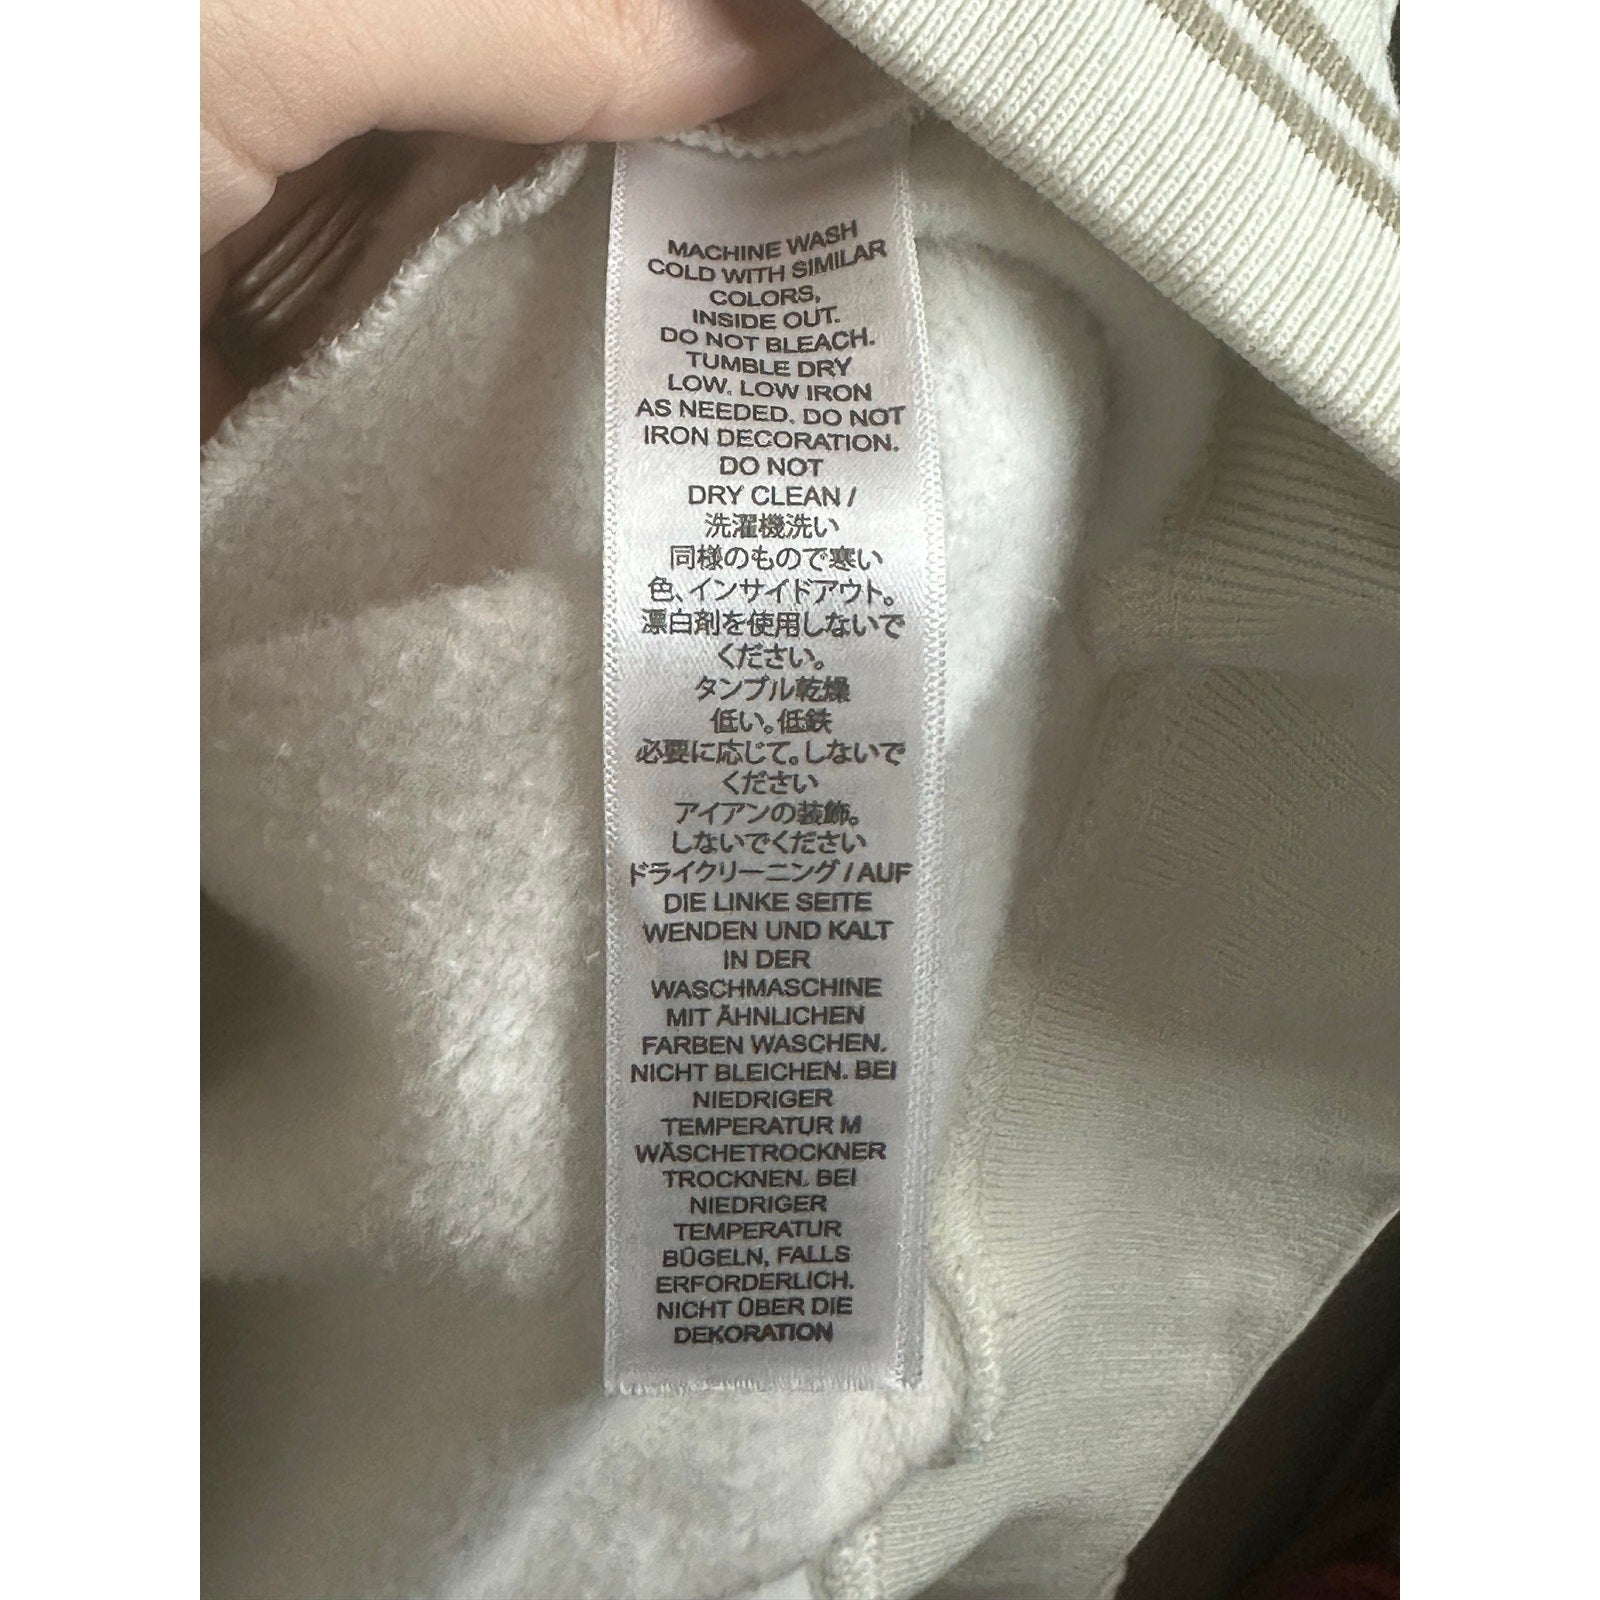 MACHINE WASH
COLD WITH SIMILAR
COLORS,
INSIDE OUT.
DO NOT BLEACH.
TUMBLE DRY
LOW. LOW IRON
AS NEEDED. DO NOT
IRON DECORATION.
DO NOT
DRY CLEAN /
洗濯機洗い
同様のもので寒い
色、インサイドアウト。
漂白剤を使用しないで
ください。
タンブル乾燥
低い。低鉄
必要に応じて。しないで
ください
アイアンの装飾。
しないでください
ドライクリーニング / AUF
DIE LINKE SEITE
WENDEN UND KALT
IN DER
WASCHMASCHINE
MIT ÄHNLICHEN
FARBEN WASCHEN.
NICHT BLEICHEN. BEI
NIEDRIGER
TEMPERATUR M
WÄSCHETROCKNER
TROCKNEN. BEI
NIEDRIGER
TEMPERATUR
BÜGELN, FALLS
ERFORDERLICH.
NICHT ÜBER DIE
DEKORATION